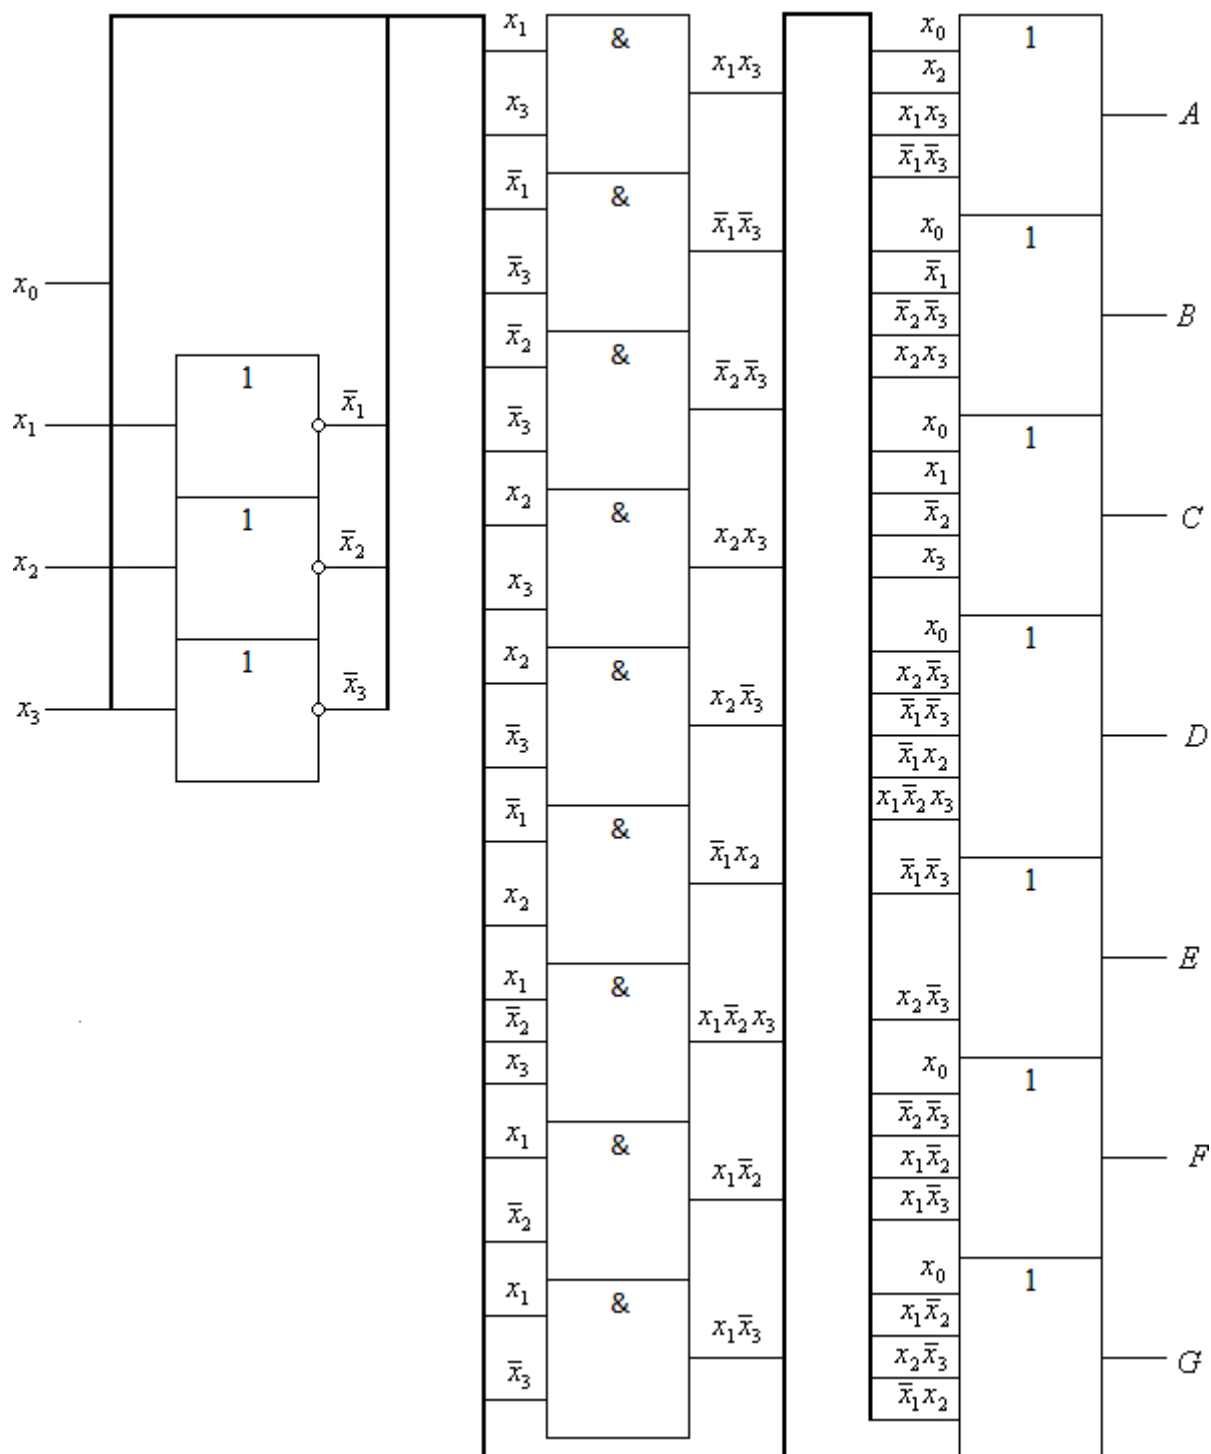 x₀
x₁
x₂
x₃
1
x̅₁
1
x̅₂
1
x̅₃
x₁
x₃
&
x₁x₃
x̅₁
x̅₃
&
x̅₁x̅₃
x̅₂
x̅₃
&
x̅₂x̅₃
x₂
x₃
&
x₂x₃
x₂
x̅₃
&
x₂x̅₃
x̅₁
x₂
&
x̅₁x₂
x₁
x̅₂
x₃
&
x₁x̅₂x₃
x₁
x̅₂
&
x₁x̅₂
x₁
x̅₃
&
x₁x̅₃
x₀
x₂
x₁x₃
x̅₁x̅₃
1
A
x₀
x̅₁
x̅₂x̅₃
x₂x₃
1
B
x₀
x₁
x̅₂
x₃
1
C
x₀
x₂x̅₃
x̅₁x̅₃
x̅₁x₂
x₁x̅₂x₃
1
D
x̅₁x̅₃
x₂x̅₃
1
E
x₀
x̅₂x̅₃
x₁x̅₂
x₁x̅₃
1
F
x₀
x₁x̅₂
x₂x̅₃
x̅₁x₂
1
G